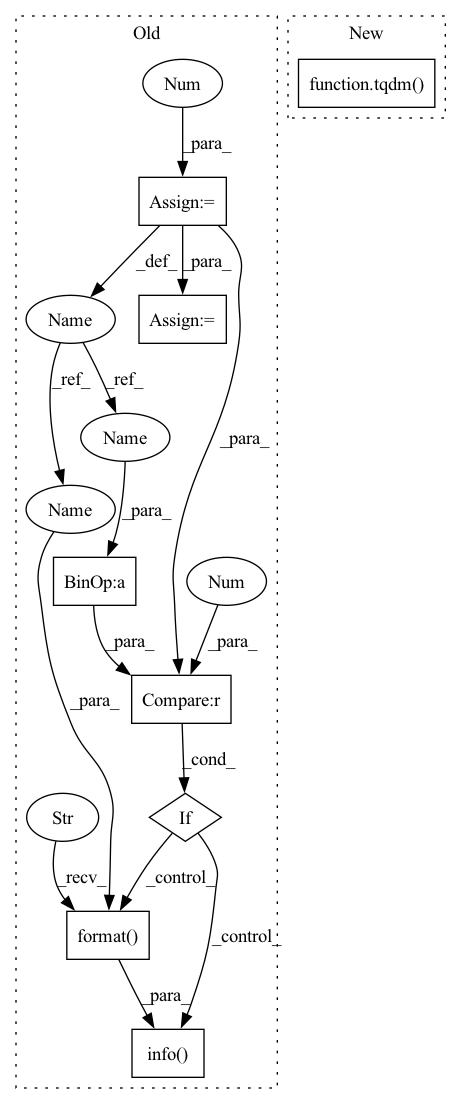 Old
New
Num
function.tqdm()
_para_
Assign:=
_def_
_para_
Name
Assign:=
_ref_
_ref_
_para_
Name
Name
_para_
Num
BinOp:a
_para_
_para_
_para_
Compare:r
_cond_
Str
If
_recv_
_control_
_control_
format()
_para_
info()